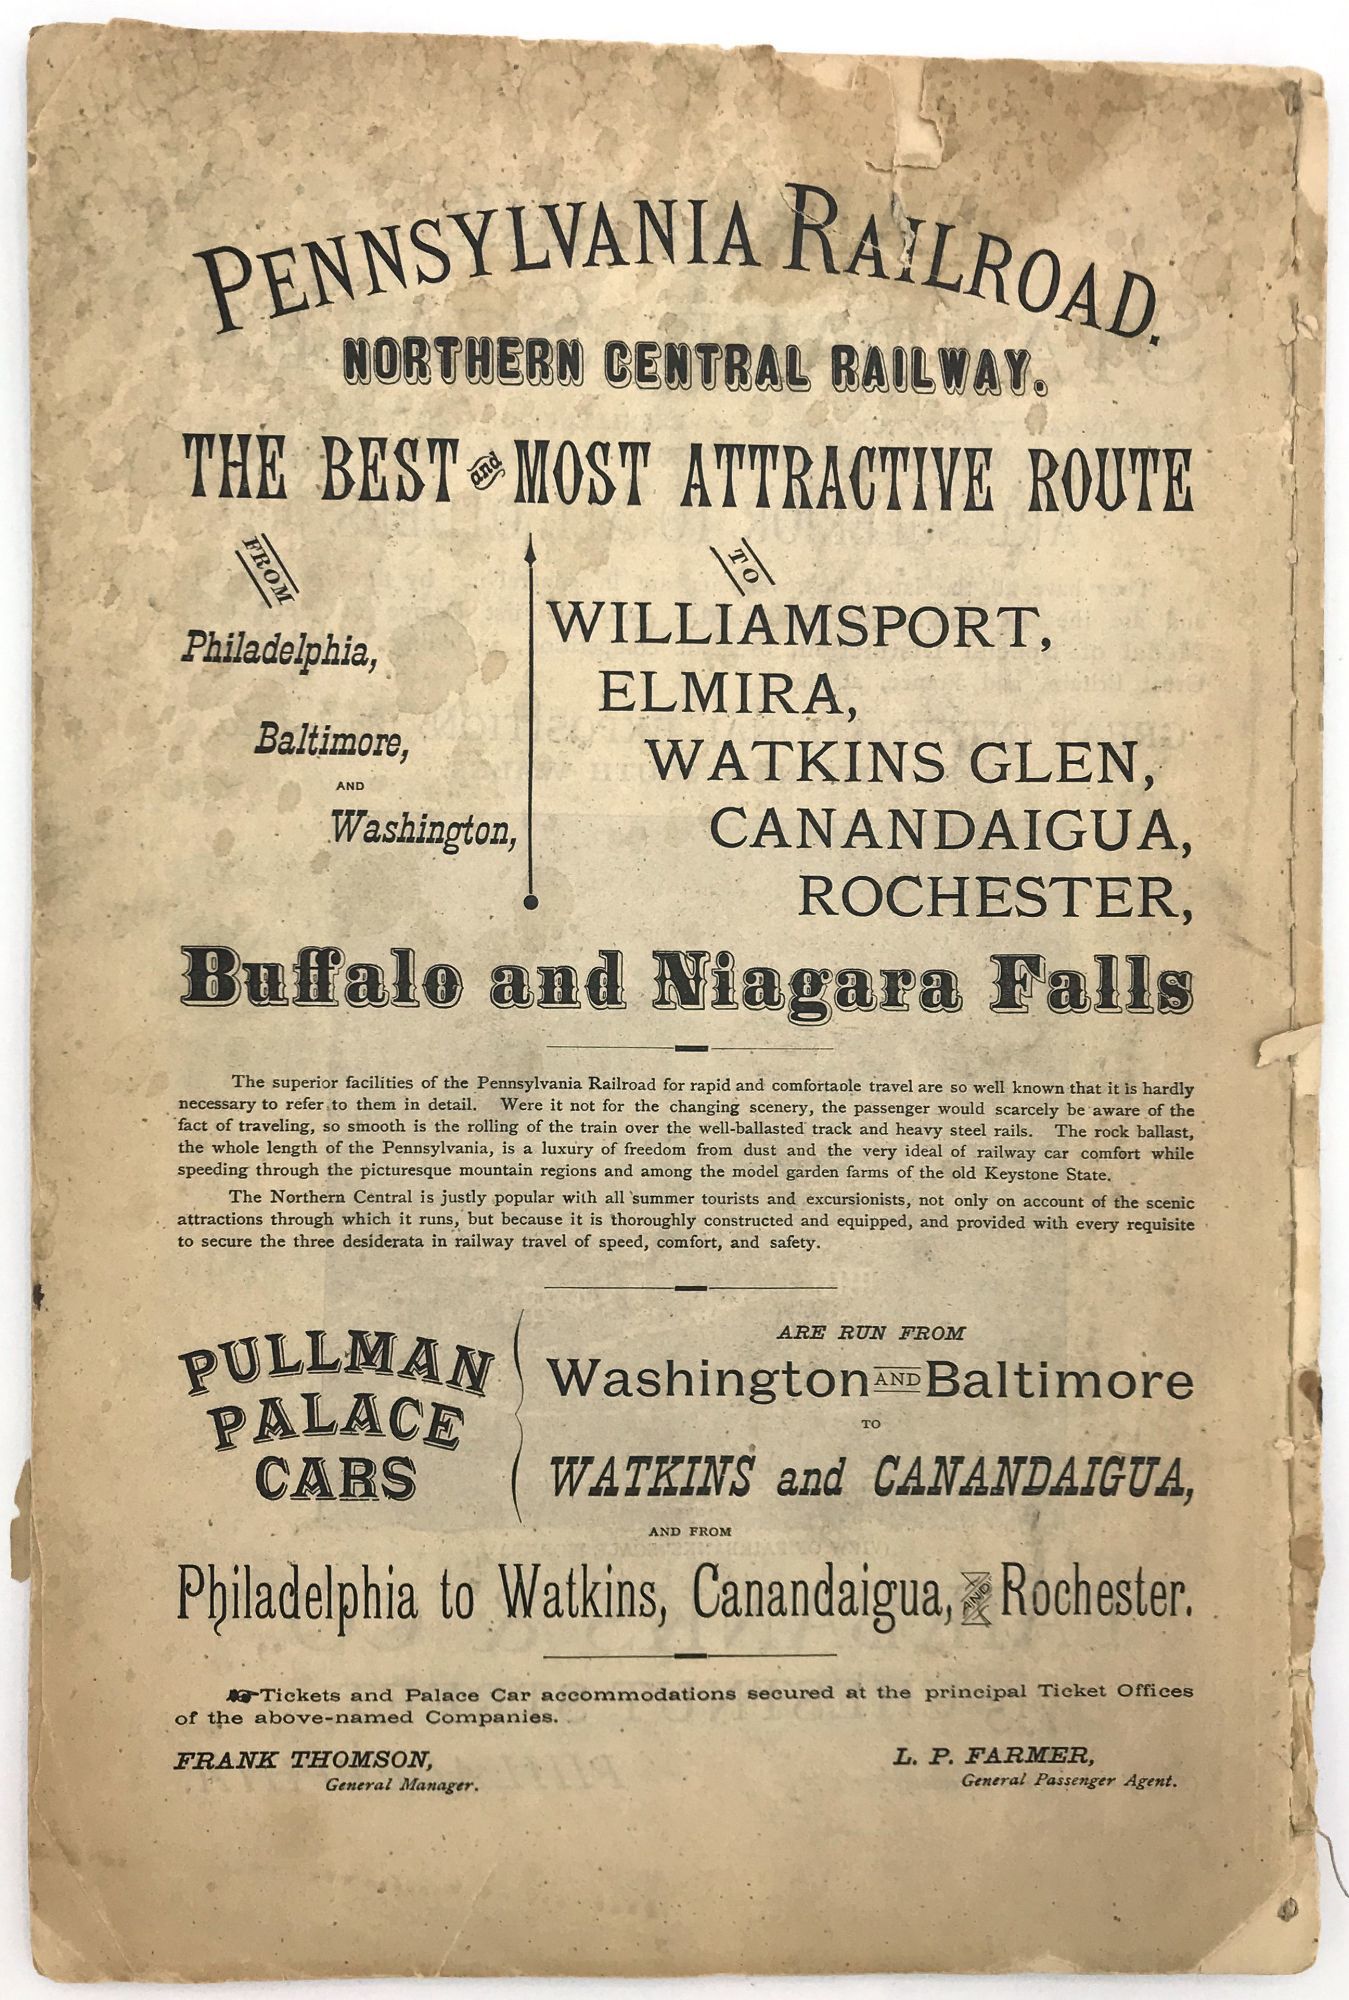 PENNSYLVANIA RAILROAD.
NORTHERN CENTRAL RAILWAY.
THE BEST and MOST ATTRACTIVE ROUTE
FROM
Philadelphia,
Baltimore,
AND
Washington,
TO
WILLIAMSPORT,
ELMIRA,
WATKINS GLEN,
CANANDAIGUA,
ROCHESTER,
Buffalo and Niagara Falls
The superior facilities of the Pennsylvania Railroad for rapid and comfortable travel are so well known that it is hardly
necessary to refer to them in detail. Were it not for the changing scenery, the passenger would scarcely be aware of the
fact of traveling, so smooth is the rolling of the train over the well-ballasted track and heavy steel rails. The rock ballast,
the whole length of the Pennsylvania, is a luxury of freedom from dust and the very ideal of railway car comfort while
speeding through the picturesque mountain regions and among the model garden farms of the old Keystone State.
The Northern Central is justly popular with all summer tourists and excursionists, not only on account of the scenic
attractions through which it runs, but because it is thoroughly constructed and equipped, and provided with every requisite
to secure the three desiderata in railway travel of speed, comfort, and safety.
PULLMAN
PALACE
CARS
ARE RUN FROM
Washington AND Baltimore
TO
WATKINS and CANANDAIGUA,
AND FROM
Philadelphia to Watkins, Canandaigua, AND Rochester.
☛Tickets and Palace Car accommodations secured at the principal Ticket Offices
of the above-named Companies.
FRANK THOMSON,
General Manager.
L. P. FARMER,
General Passenger Agent.